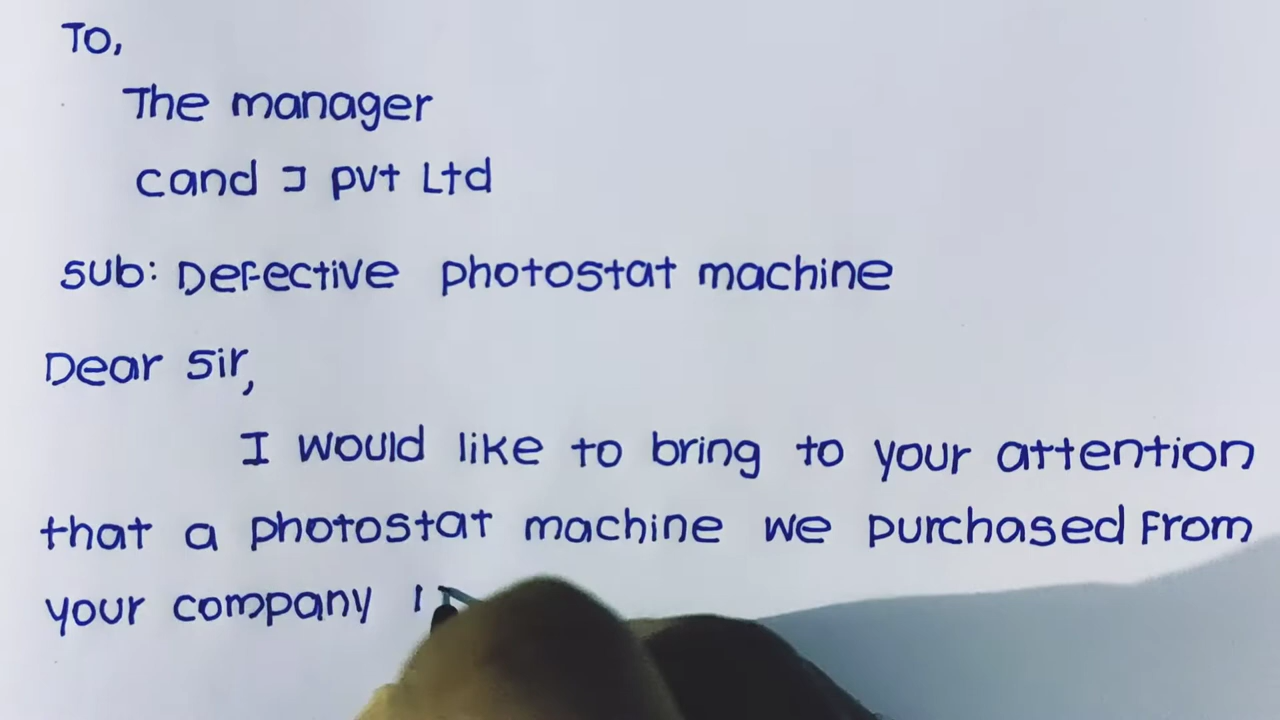 To,
The manager
cand J pvt Ltd
sub: Defective photostat machine
Dear Sir,
I would like to bring to your attention
that a photostat machine we purchased From
your company